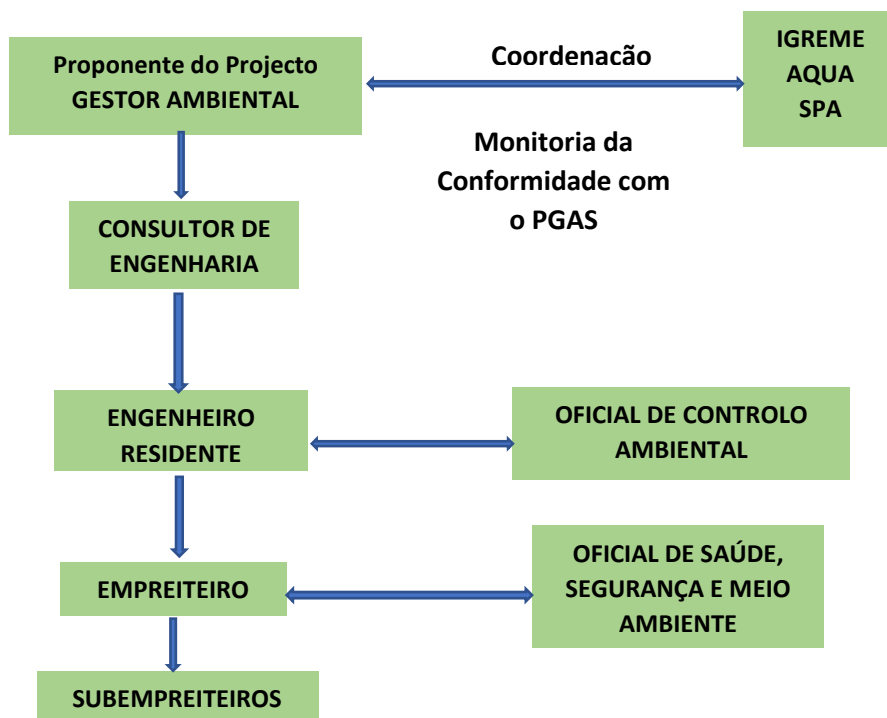 Proponente do Projecto
GESTOR AMBIENTAL
Coordenacão
IGREME
AQUA
SPA
Monitoria da
Conformidade com
o PGAS
CONSULTOR DE
ENGENHARIA
ENGENHEIRO
RESIDENTE
OFICIAL DE CONTROLO
AMBIENTAL
EMPREITEIRO
OFICIAL DE SAÚDE,
SEGURANÇA E MEIO
AMBIENTE
SUBEMPREITEIROS